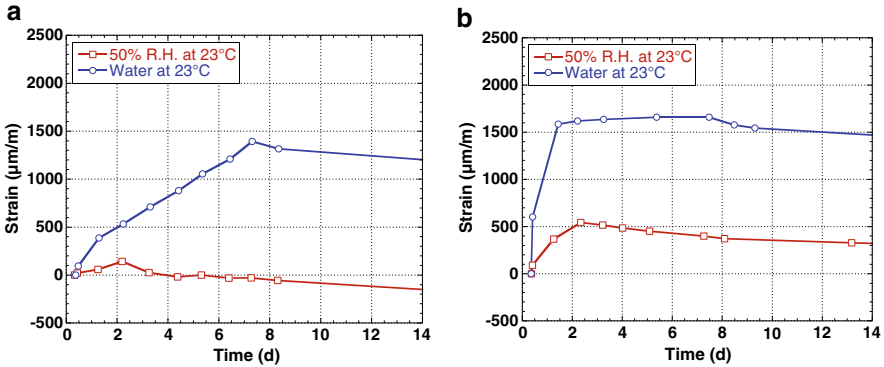 a
2500
2000
1500
1000
500
0
-500
Strain (µm/m)
50% R.H. at 23°C
Water at 23°C
0 2 4 6 8 10 12 14
Time (d)
b
2500
2000
1500
1000
500
0
-500
Strain (µm/m)
50% R.H. at 23°C
Water at 23°C
0 2 4 6 8 10 12 14
Time (d)